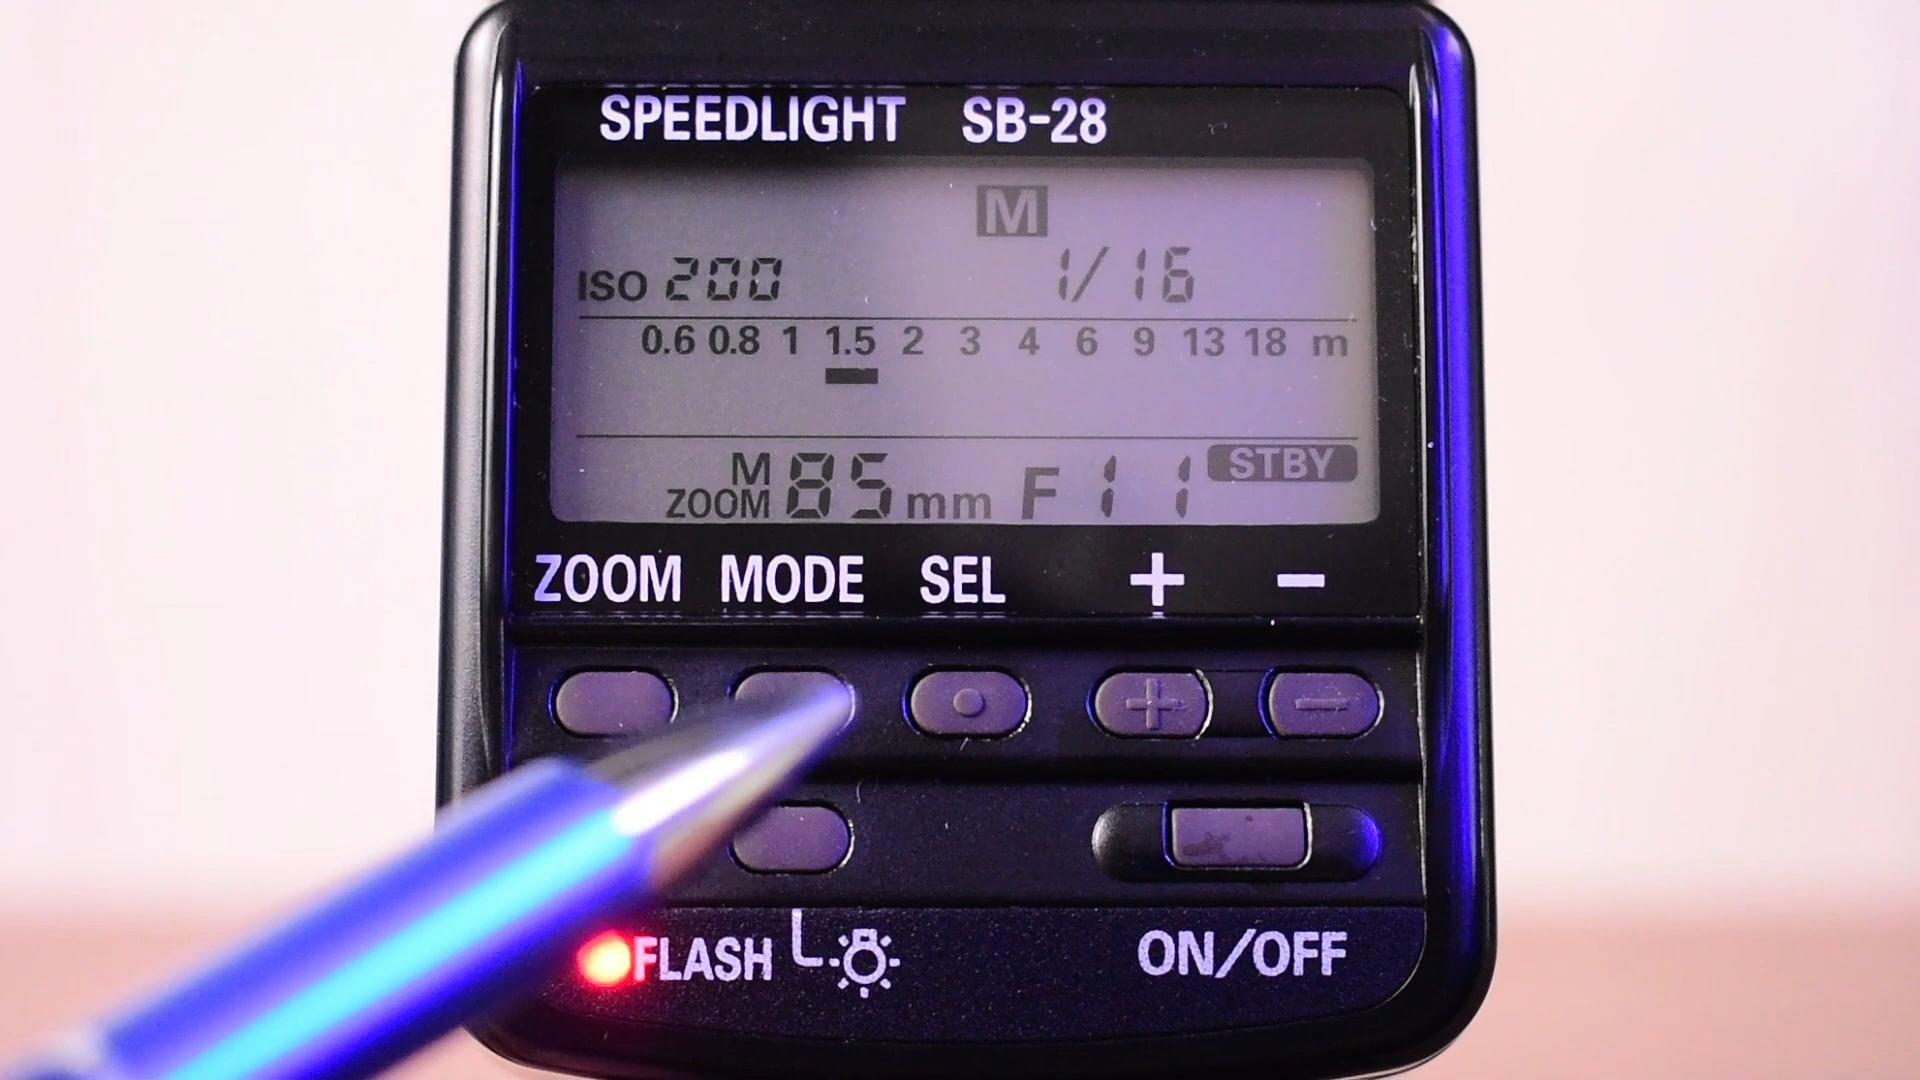 SPEEDLIGHT SB-28
M
ISO 200 1/16
0.6 0.8 1 1.5 2 3 4 6 9 13 18 m
M ZOOM 85 mm F 11 STBY
ZOOM MODE SEL + −
+ −
FLASH ON/OFF